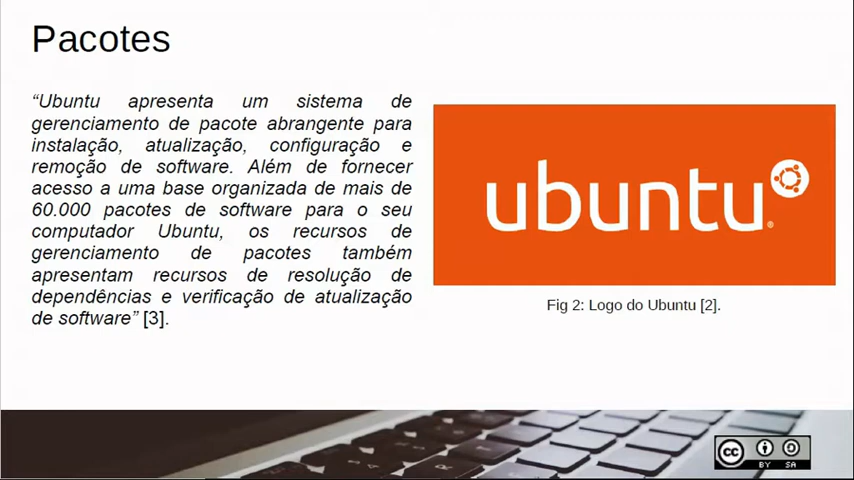 Pacotes
“Ubuntu apresenta um sistema de
gerenciamento de pacote abrangente para
instalação, atualização, configuração e
remoção de software. Além de fornecer
acesso a uma base organizada de mais de
60.000 pacotes de software para o seu
computador Ubuntu, os recursos de
gerenciamento de pacotes também
apresentam recursos de resolução de
dependências e verificação de atualização
de software” [3].
ubuntu®
Fig 2: Logo do Ubuntu [2].
cc
BY SA